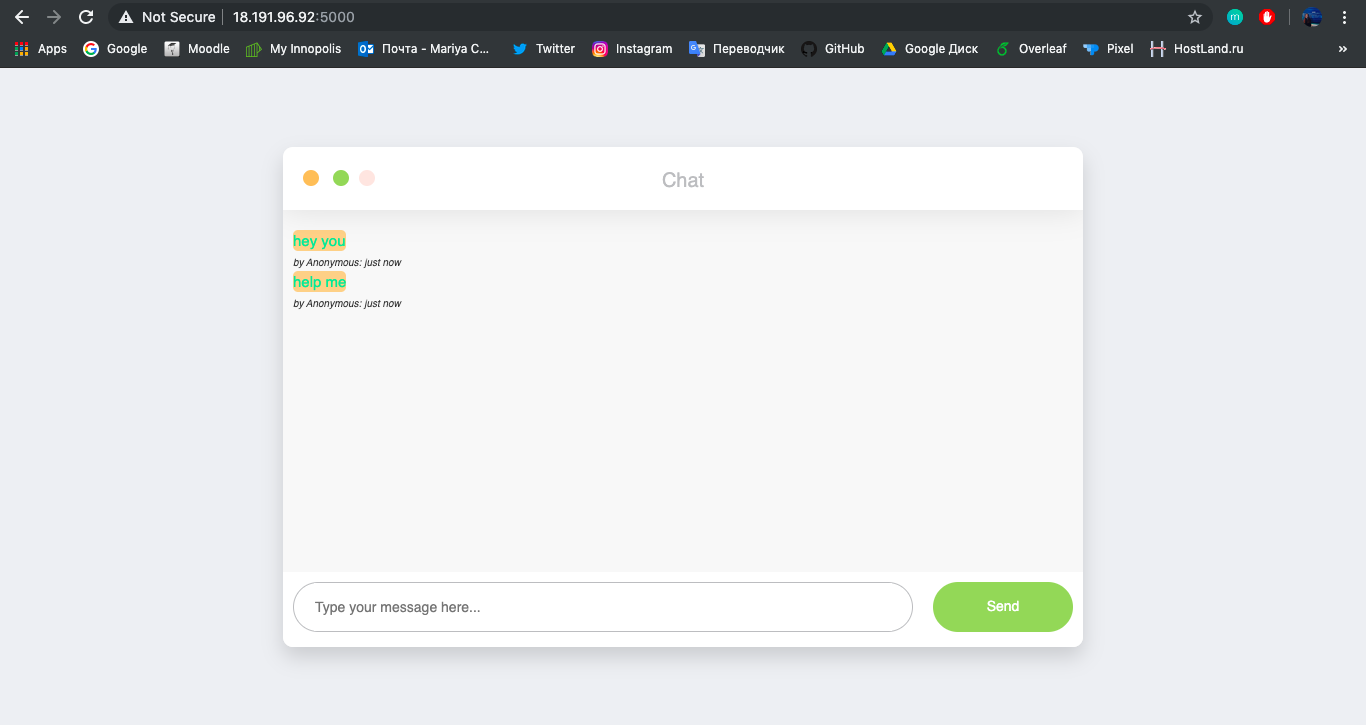 Not Secure 18.191.96.92:5000
Apps Google Moodle My Innopolis Почта - Mariya C... Twitter Instagram Переводчик GitHub Google Диск Overleaf Pixel HostLand.ru »
Chat
hey you
by Anonymous: just now
help me
by Anonymous: just now
Type your message here... Send